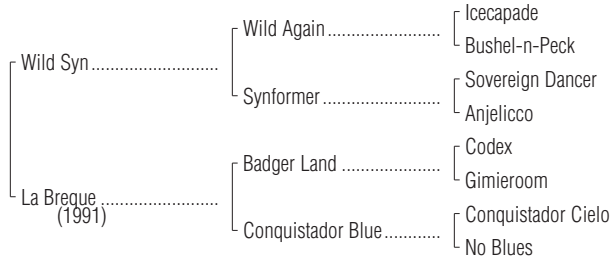 Icecapade
Wild Again
Bushel-n-Peck
Wild Syn
Sovereign Dancer
Synformer
Anjelicco
Codex
Badger Land
Gimieroom
La Breque
(1991)
Conquistador Cielo
Conquistador Blue
No Blues